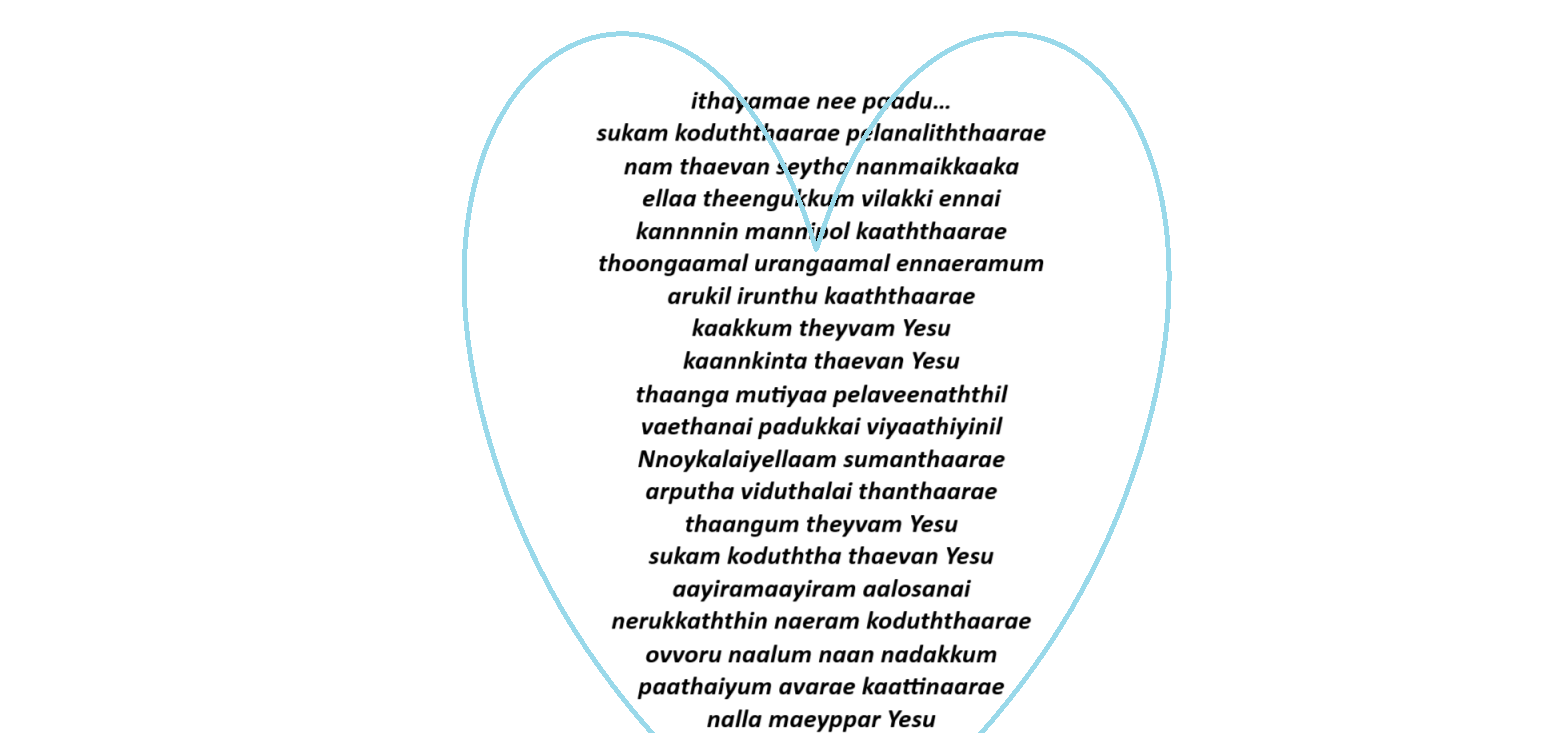 ithayamae nee paadu...
sukam koduththaarae pelanaliththaarae
nam thaevan seytha nanmaikkaaka
ellaa theengukkum vilakki ennai
kannnnin mannipol kaaththaarae
thoongaamal urangaamal ennaeramum
arukil irunthu kaaththaarae
kaakkum theyvam Yesu
kaannkinta thaevan Yesu
thaanga mutiyaa pelaveenaththil
vaethanai padukkai viyaathiyinil
Nnoykalaiyellaam sumanthaarae
arputha viduthalai thanthaarae
thaangum theyvam Yesu
sukam koduththa thaevan Yesu
aayiramaayiram aalosanai
nerukkaththin naeram koduththaarae
ovvoru naalum naan nadakkum
paathaiyum avarae kaattinaarae
nalla maeyppar Yesu